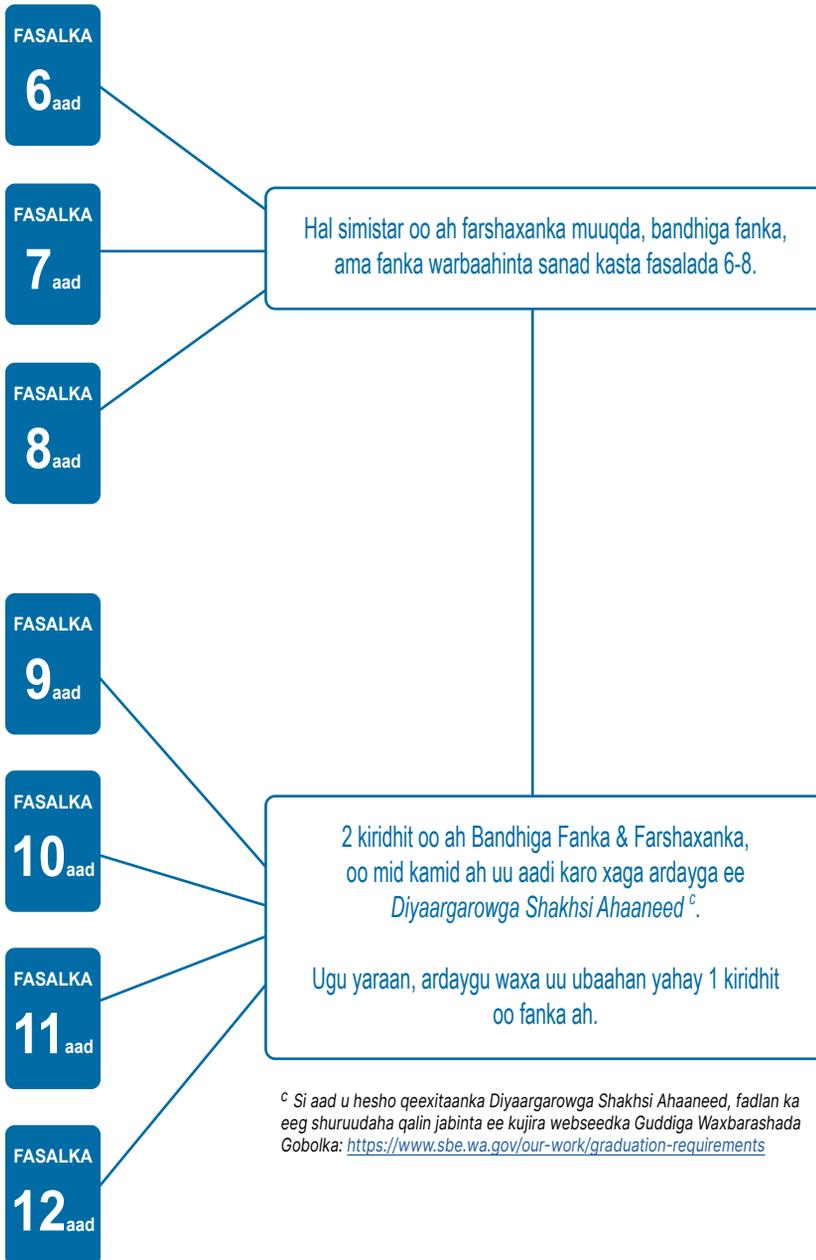 FASALKA
6aad
FASALKA
7aad
FASALKA
8aad
Hal simistar oo ah farshaxanka muuqda, bandhiga fanka,
ama fanka warbaahinta sanad kasta fasalada 6-8.
FASALKA
9aad
FASALKA
10aad
FASALKA
11aad
FASALKA
12aad
2 kiridhit oo ah Bandhiga Fanka & Farshaxanka,
oo mid kamid ah uu aadi karo xaga ardayga ee
Diyaargarowga Shakhsi Ahaaneed c.
Ugu yaraan, ardaygu waxa uu ubaahan yahay 1 kiridhit
oo fanka ah.
c Si aad u hesho qeexitaanka Diyaargarowga Shakhsi Ahaaneed, fadlan ka
eeg shuruudaha qalin jabinta ee kujira webseedka Guddiga Waxbarashada
Gobolka: https://www.sbe.wa.gov/our-work/graduation-requirements